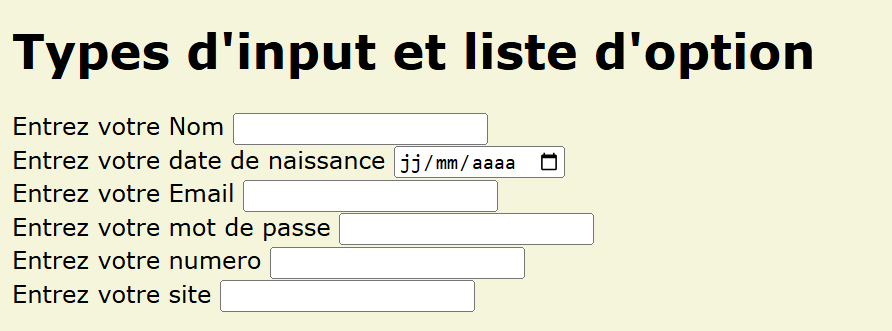 Types d'input et liste d'option
Entrez votre Nom
Entrez votre date de naissance jj/mm/aaaa
Entrez votre Email
Entrez votre mot de passe
Entrez votre numero
Entrez votre site